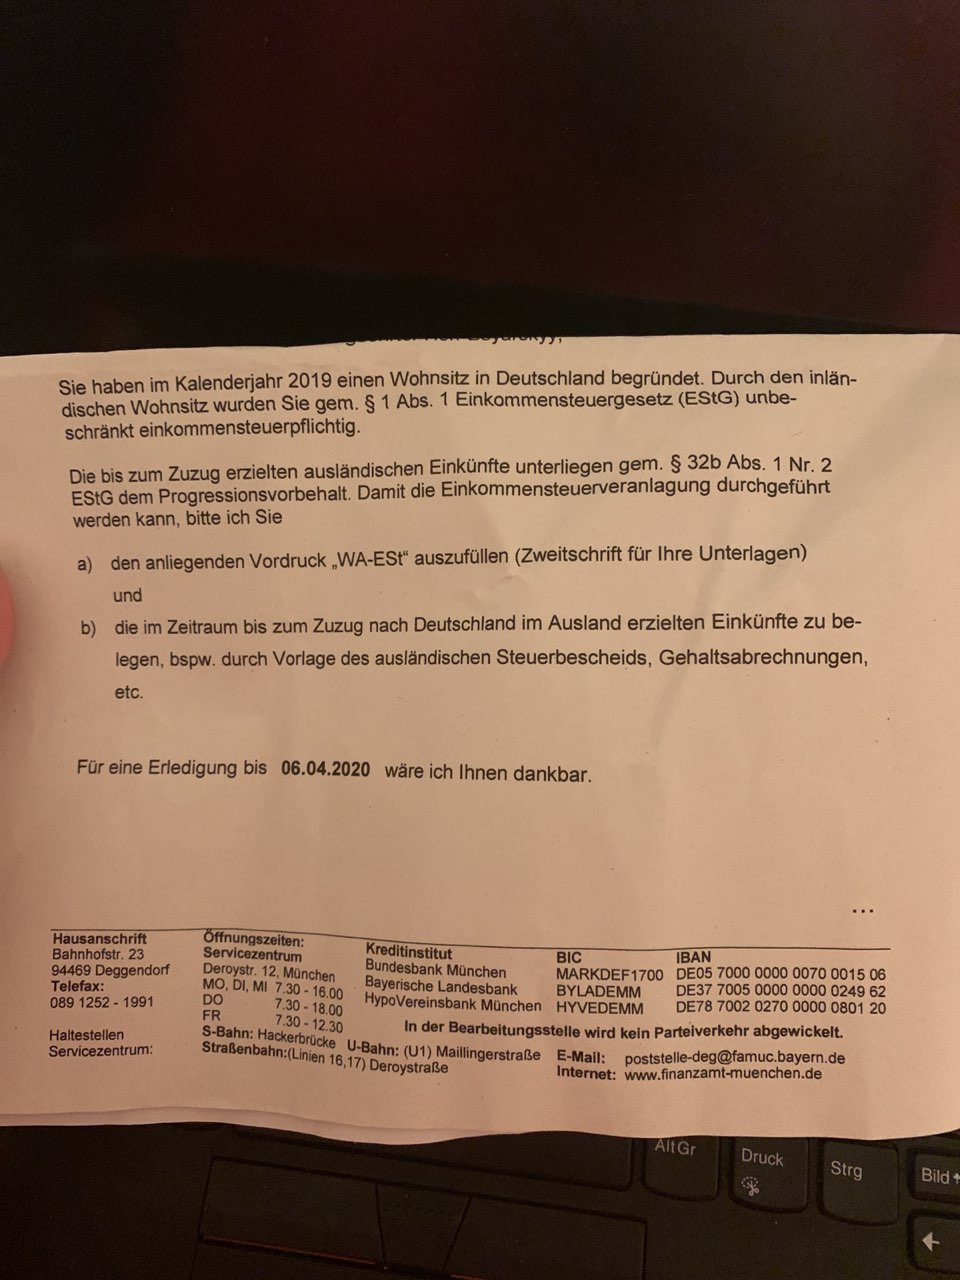 Sie haben im Kalenderjahr 2019 einen Wohnsitz in Deutschland begründet. Durch den inlän-
dischen Wohnsitz wurden Sie gem. § 1 Abs. 1 Einkommensteuergesetz (EStG) unbe-
schränkt einkommensteuerpflichtig.
Die bis zum Zuzug erzielten ausländischen Einkünfte unterliegen gem. § 32b Abs. 1 Nr. 2
EStG dem Progressionsvorbehalt. Damit die Einkommensteuerveranlagung durchgeführt
werden kann, bitte ich Sie
a) den anliegenden Vordruck „WA-ESt“ auszufüllen (Zweitschrift für Ihre Unterlagen)
und
b) die im Zeitraum bis zum Zuzug nach Deutschland im Ausland erzielten Einkünfte zu be-
legen, bspw. durch Vorlage des ausländischen Steuerbescheids, Gehaltsabrechnungen,
etc.
Für eine Erledigung bis 06.04.2020 wäre ich Ihnen dankbar.
...
Hausanschrift
Bahnhofstr. 23
94469 Deggendorf
Telefax:
089 1252 - 1991
Haltestellen
Servicezentrum:
Öffnungszeiten:
Servicezentrum
Deroystr. 12, München
MO, DI, MI 7.30 - 16.00
DO 7.30 - 18.00
FR 7.30 - 12.30
S-Bahn: Hackerbrücke U-Bahn: (U1) Maillingerstraße
Straßenbahn:(Linien 16,17) Deroystraße
Kreditinstitut BIC IBAN
Bundesbank München MARKDEF1700 DE05 7000 0000 0070 0015 06
Bayerische Landesbank BYLADEMM DE37 7005 0000 0000 0249 62
HypoVereinsbank München HYVEDEMM DE78 7002 0270 0000 0801 20
In der Bearbeitungsstelle wird kein Parteiverkehr abgewickelt.
E-Mail: poststelle-deg@famuc.bayern.de
Internet: www.finanzamt-muenchen.de
AltGr
Druck
Strg
Bild